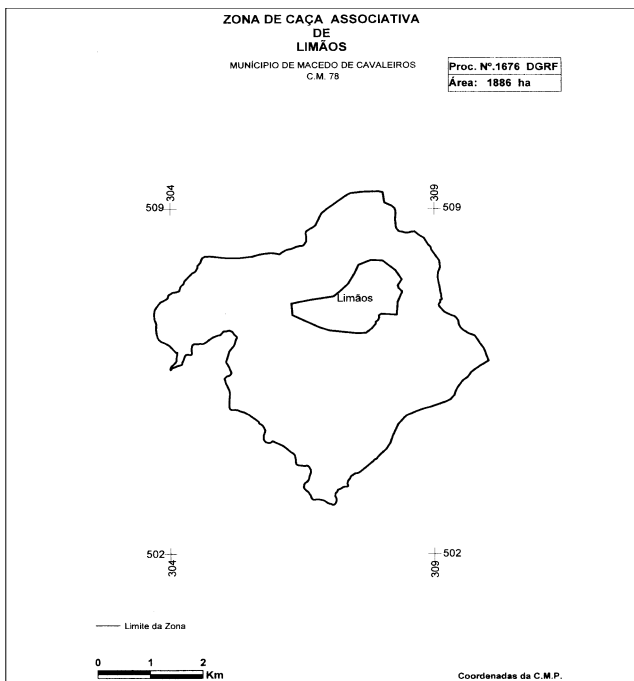 ZONA DE CAÇA ASSOCIATIVA
DE
LIMÃOS
MUNÍCIPIO DE MACEDO DE CAVALEIROS
C.M. 78
Proc. Nº.1676 DGRF
Área: 1886 ha
304
509
309
509
Limãos
502
304
502
309
Limite da Zona
0 1 2
Km
Coordenadas da C.M.P.